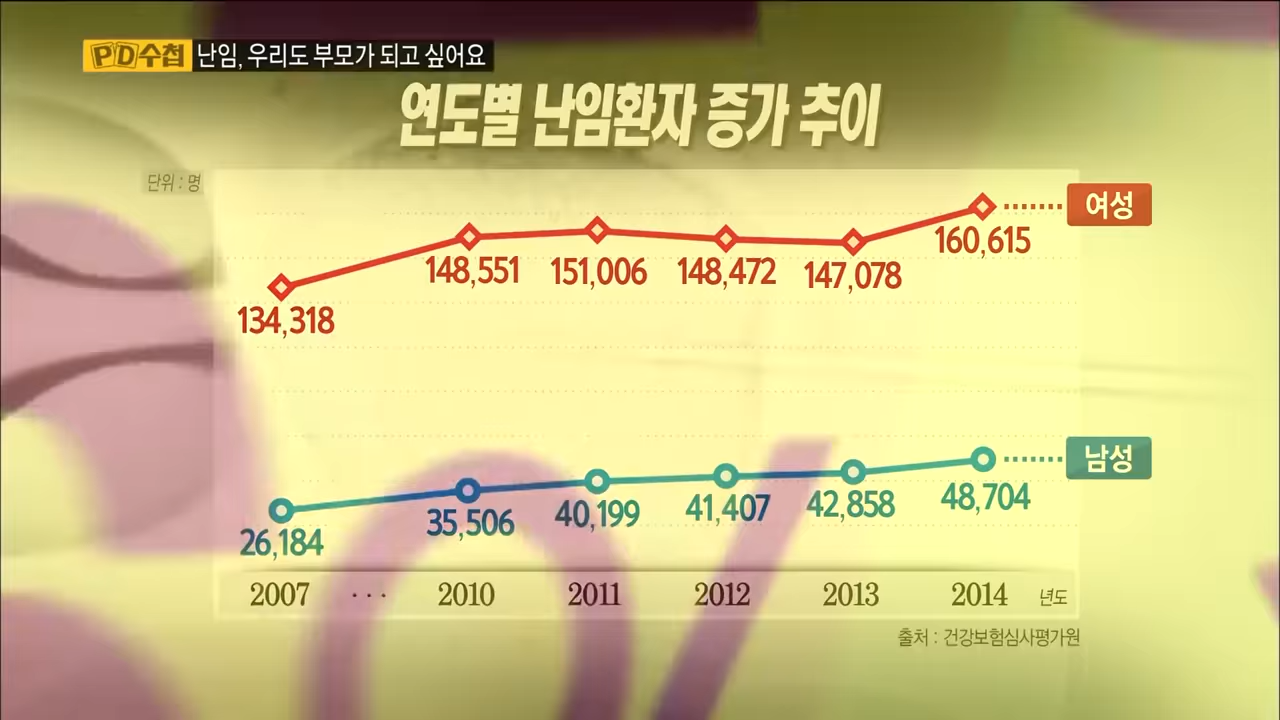 PD수첩 난임, 우리도 부모가 되고 싶어요
연도별 난임환자 증가 추이
단위 : 명
여성
134,318 148,551 151,006 148,472 147,078 160,615
남성
26,184 35,506 40,199 41,407 42,858 48,704
2007 ··· 2010 2011 2012 2013 2014 년도
출처 : 건강보험심사평가원